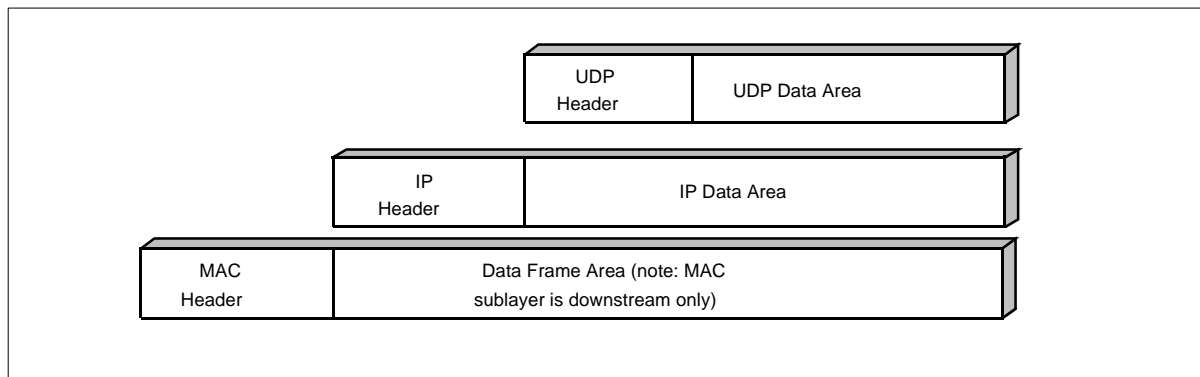 UDP
Header
UDP Data Area
IP
Header
IP Data Area
MAC
Header
Data Frame Area (note: MAC
sublayer is downstream only)